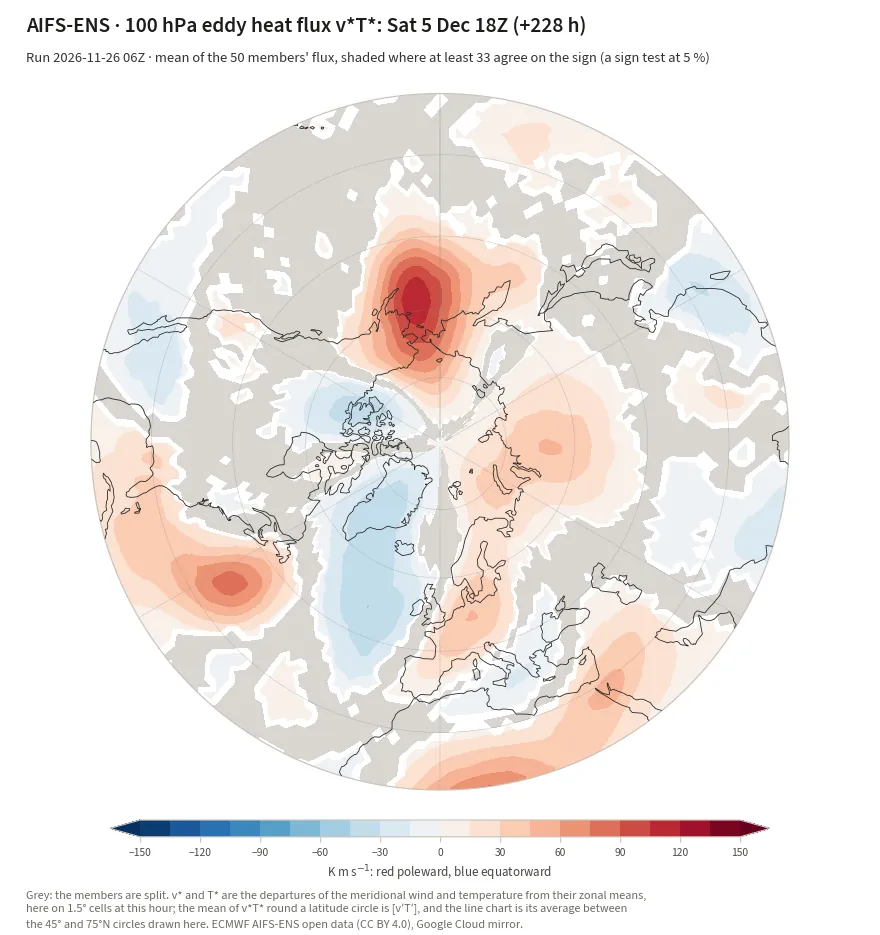 AIFS-ENS · 100 hPa eddy heat flux v*T*: Sat 5 Dec 18Z (+228 h)
Run 2026-11-26 06Z · mean of the 50 members' flux, shaded where at least 33 agree on the sign (a sign test at 5 %)
−150 −120 −90 −60 −30 0 30 60 90 120 150
K m s⁻¹: red poleward, blue equatorward
Grey: the members are split. v* and T* are the departures of the meridional wind and temperature from their zonal means,
here on 1.5° cells at this hour; the mean of v*T* round a latitude circle is [v'T'], and the line chart is its average between
the 45° and 75°N circles drawn here. ECMWF AIFS-ENS open data (CC BY 4.0), Google Cloud mirror.